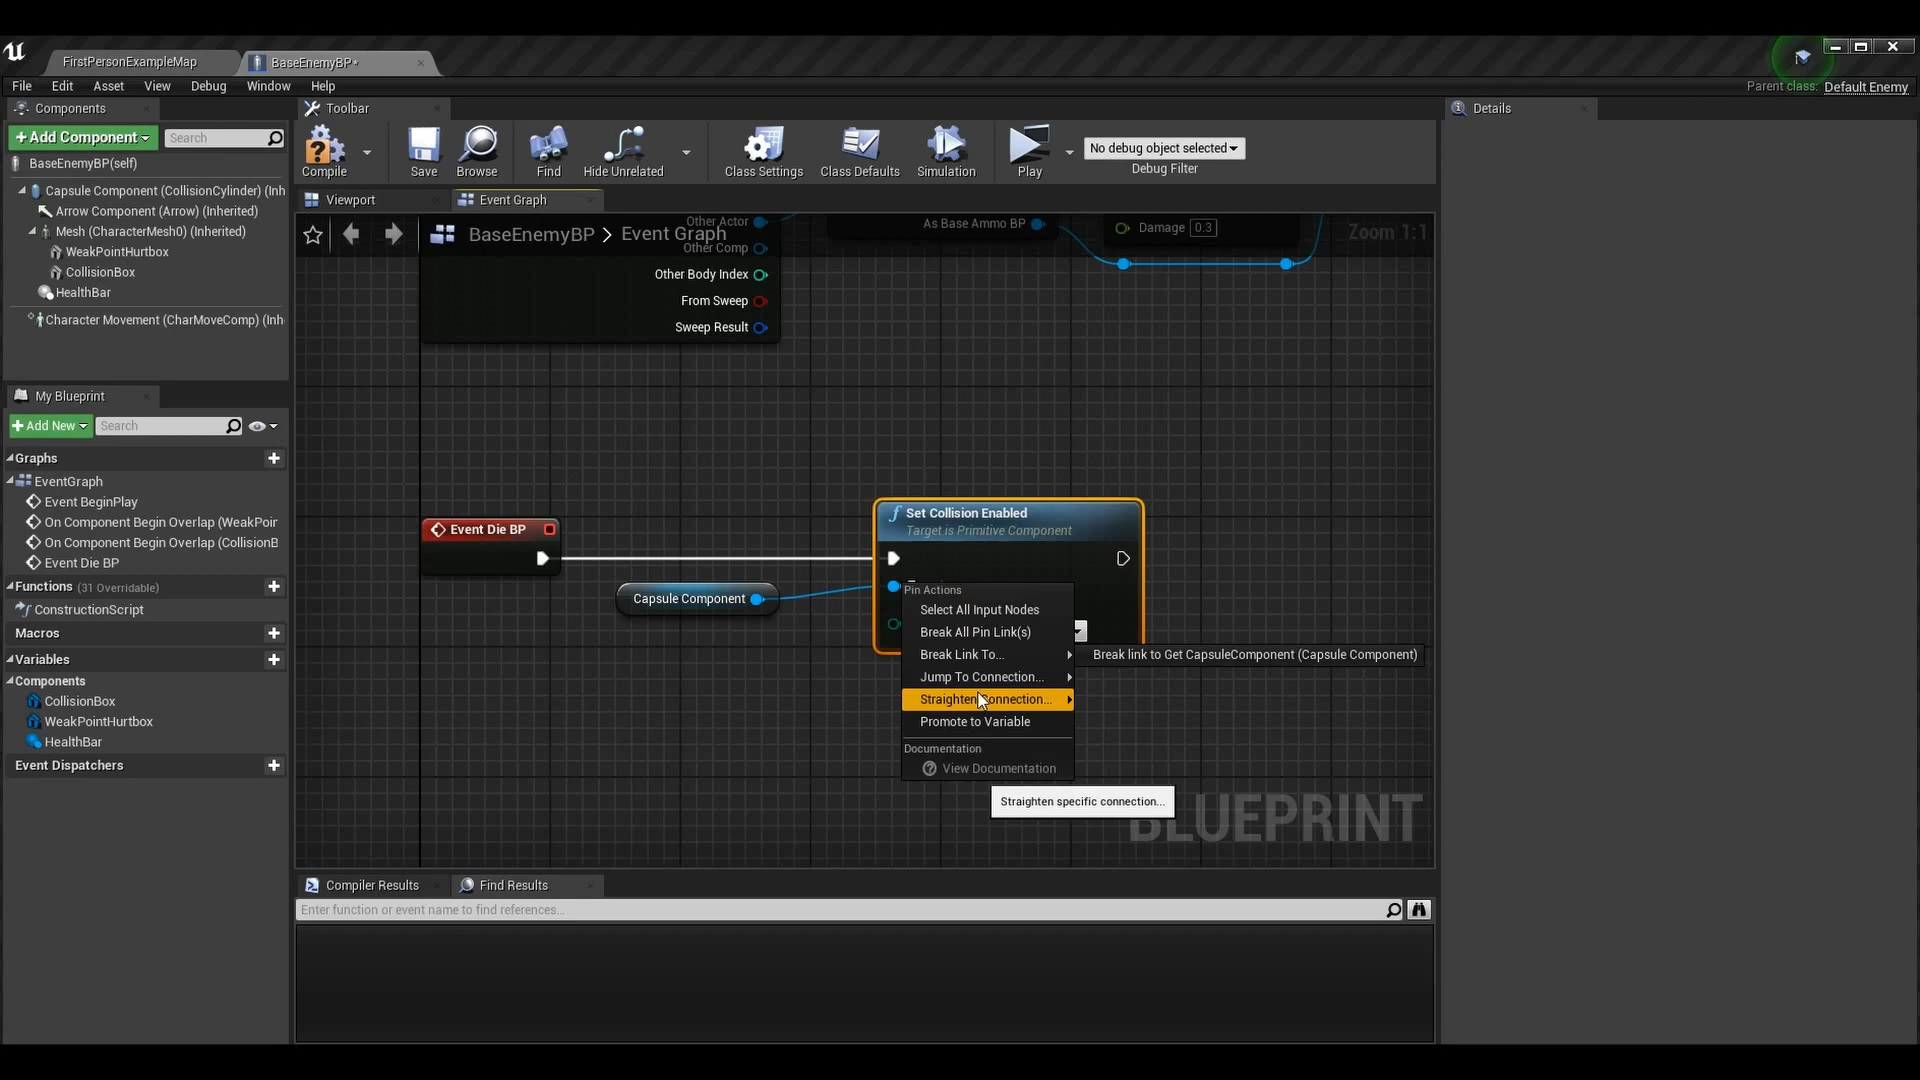 FirstPersonExampleMap
BaseEnemyBP*
File Edit Asset View Debug Window Help
Parent class: Default Enemy
Components
+Add Component
Search
BaseEnemyBP(self)
Capsule Component (CollisionCylinder) (Inh
Arrow Component (Arrow) (Inherited)
Mesh (CharacterMesh0) (Inherited)
WeakPointHurtbox
CollisionBox
HealthBar
Character Movement (CharMoveComp) (Inh
My Blueprint
+Add New
Search
Graphs
EventGraph
Event BeginPlay
On Component Begin Overlap (WeakPoin
On Component Begin Overlap (CollisionB
Event Die BP
Functions (31 Overridable)
ConstructionScript
Macros
Variables
Components
CollisionBox
WeakPointHurtbox
HealthBar
Event Dispatchers
Toolbar
Compile
Save
Browse
Find
Hide Unrelated
Class Settings
Class Defaults
Simulation
Play
No debug object selected
Debug Filter
Viewport
Event Graph
BaseEnemyBP > Event Graph
Zoom 1:1
Other Actor
Other Comp
Other Body Index
From Sweep
Sweep Result
As Base Ammo BP
Damage 0.3
Event Die BP
Capsule Component
Set Collision Enabled
Target is Primitive Component
Pin Actions
Select All Input Nodes
Break All Pin Link(s)
Break Link To...
Jump To Connection...
Straighten Connection...
Promote to Variable
Documentation
View Documentation
Break link to Get CapsuleComponent (Capsule Component)
Straighten specific connection...
BLUEPRINT
Compiler Results
Find Results
Enter function or event name to find references...
Details